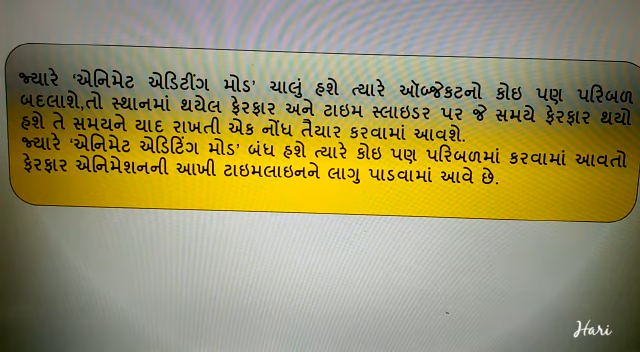 જ્યારે ‘એનિમેટ એડિટીંગ મોડ’ ચાલું હશે ત્યારે ઑબ્જેકટનો કોઇ પણ પરિબળ
બદલાશે,તો સ્થાનમાં થયેલ ફેરફાર અને ટાઇમ સ્લાઇડર પર જે સમયે ફેરફાર થયો
હશે તે સમયને યાદ રાખતી એક નોંધ તૈયાર કરવામાં આવશે.
જ્યારે ‘એનિમેટ એડિટિંગ મોડ’ બંધ હશે ત્યારે કોઇ પણ પરિબળમાં કરવામાં આવતો
ફેરફાર એનિમેશનની આખી ટાઇમલાઇનને લાગુ પાડવામાં આવે છે.
Hari